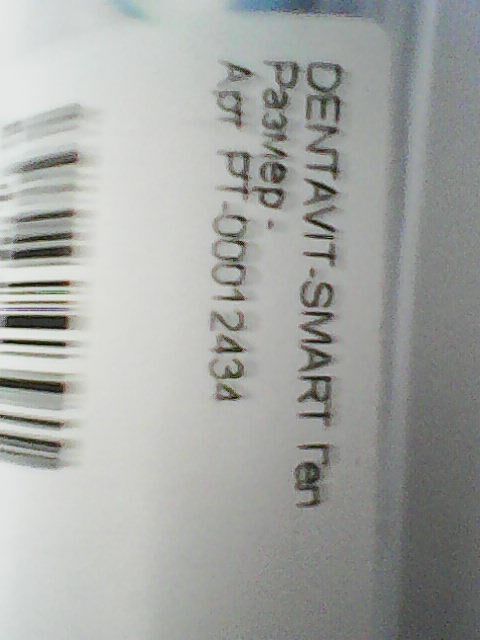 DENTAVIT-SMART Гел
Размер -
Арт РТ-00012434